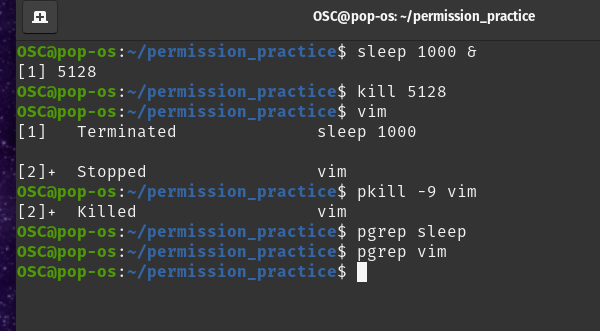 OSC@pop-os: ~/permission_practice
OSC@pop-os:~/permission_practice$ sleep 1000 &
[1] 5128
OSC@pop-os:~/permission_practice$ kill 5128
OSC@pop-os:~/permission_practice$ vim
[1]   Terminated              sleep 1000
[2]+  Stopped                 vim
OSC@pop-os:~/permission_practice$ pkill -9 vim
[2]+  Killed                  vim
OSC@pop-os:~/permission_practice$ pgrep sleep
OSC@pop-os:~/permission_practice$ pgrep vim
OSC@pop-os:~/permission_practice$